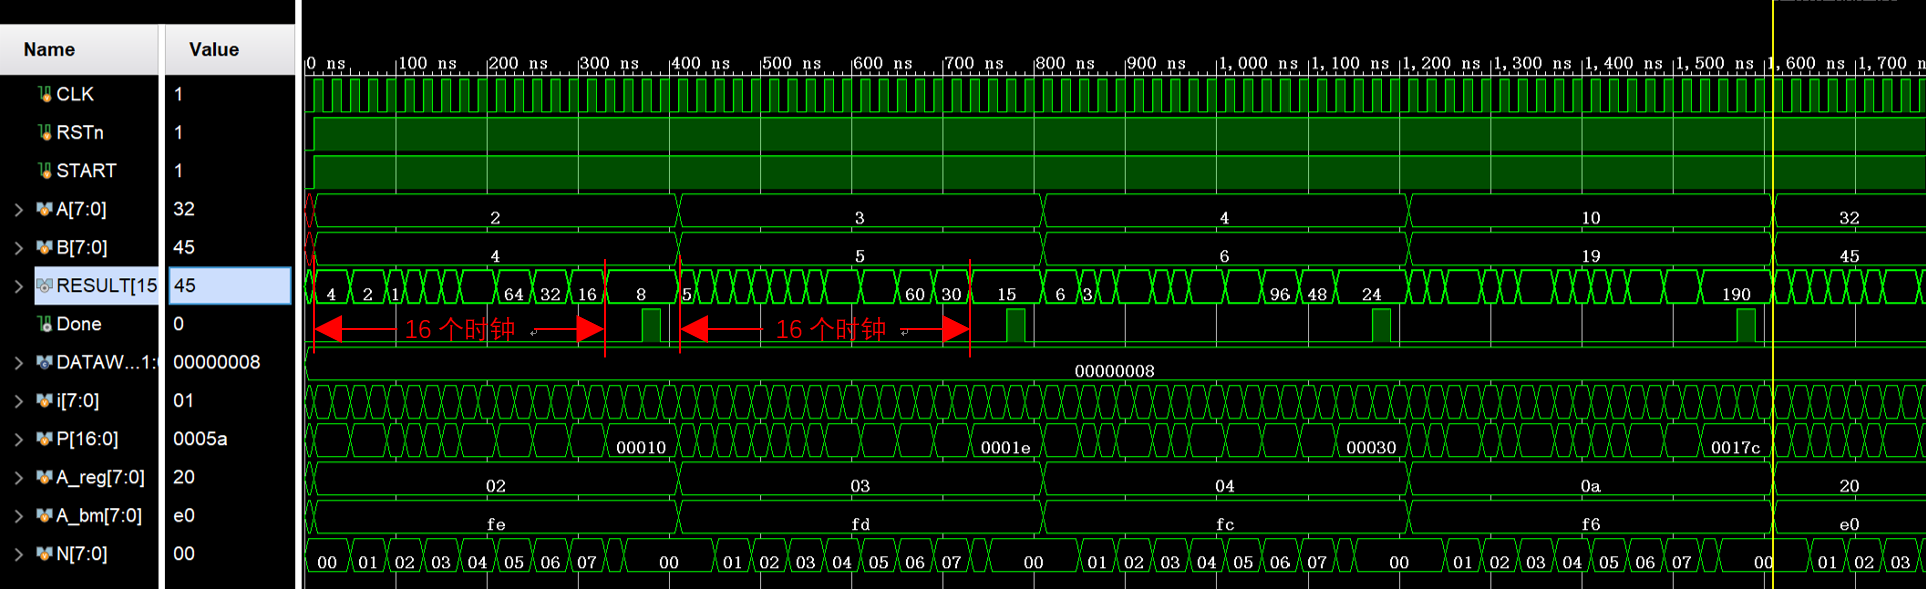 Name Value
0 ns 100 ns 200 ns 300 ns 400 ns 500 ns 600 ns 700 ns 800 ns 900 ns 1,000 ns 1,100 ns 1,200 ns 1,300 ns 1,400 ns 1,500 ns 1,600 ns 1,700 n
CLK 1
RSTn 1
START 1
A[7:0] 32 2 3 4 10 32
B[7:0] 45 4 5 6 19 45
RESULT[15 45 4 2 1 64 32 16 8 5 60 30 15 6 3 96 48 24 190
Done 0 16 个时钟 16 个时钟
DATAW...1:0 00000008 00000008
i[7:0] 01
P[16:0] 0005a 00010 0001e 00030 0017c
A_reg[7:0] 20 02 03 04 0a 20
A_bm[7:0] e0 fe fd fc f6 e0
N[7:0] 00 00 01 02 03 04 05 06 07 00 01 02 03 04 05 06 07 00 01 02 03 04 05 06 07 00 01 02 03 04 05 06 07 00 01 02 03